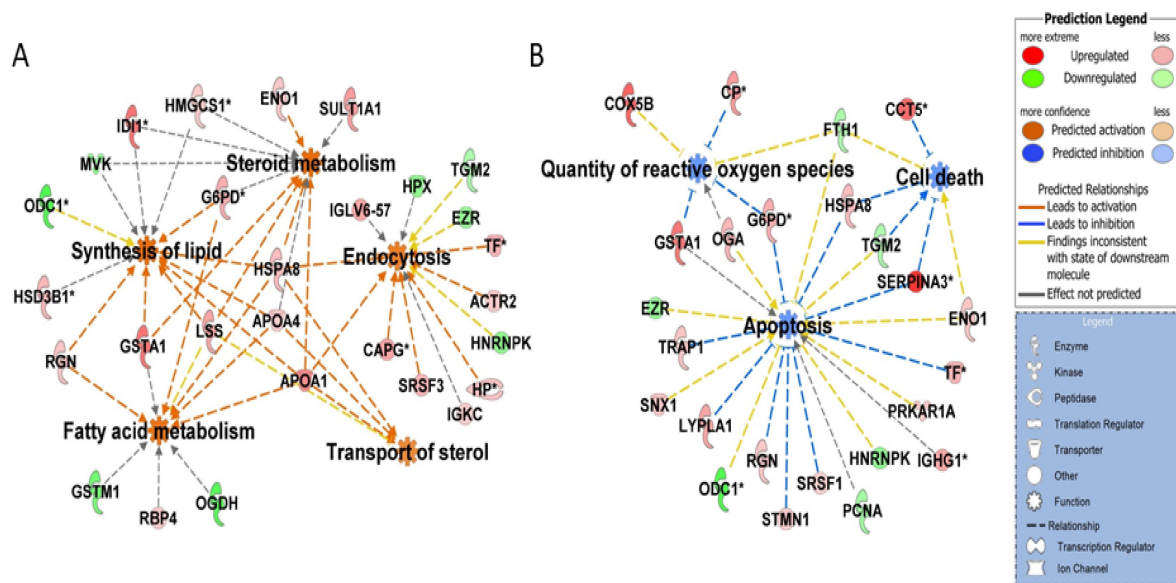 A
HMGCS1*
ENO1
SULT1A1
IDI1*
MVK
Steroid metabolism
TGM2
HPX
ODC1*
G6PD*
IGLV6-57
EZR
Synthesis of lipid
Endocytosis
TF*
HSPA8
HSD3B1*
ACTR2
APOA4
LSS
HNRNPK
RGN
GSTA1
CAPG*
APOA1
SRSF3
HP*
IGKC
Fatty acid metabolism
Transport of sterol
GSTM1
OGDH
RBP4
B
COX5B
CP*
CCT5*
FTH1
Quantity of reactive oxygen species
Cell death
G6PD*
HSPA8
GSTA1
OGA
TGM2
SERPINA3*
EZR
Apoptosis
ENO1
TRAP1
TF*
SNX1
PRKAR1A
LYPLA1
RGN
HNRNPK
IGHG1*
ODC1*
SRSF1
STMN1
PCNA
Prediction Legend
more extreme less
Upregulated
Downregulated
more confidence less
Predicted activation
Predicted inhibition
Predicted Relationships
Leads to activation
Leads to inhibition
Findings inconsistent
with state of downstream
molecule
Effect not predicted
Legend
Enzyme
Kinase
Peptidase
Translation Regulator
Transporter
Other
Function
Relationship
Transcription Regulator
Ion Channel